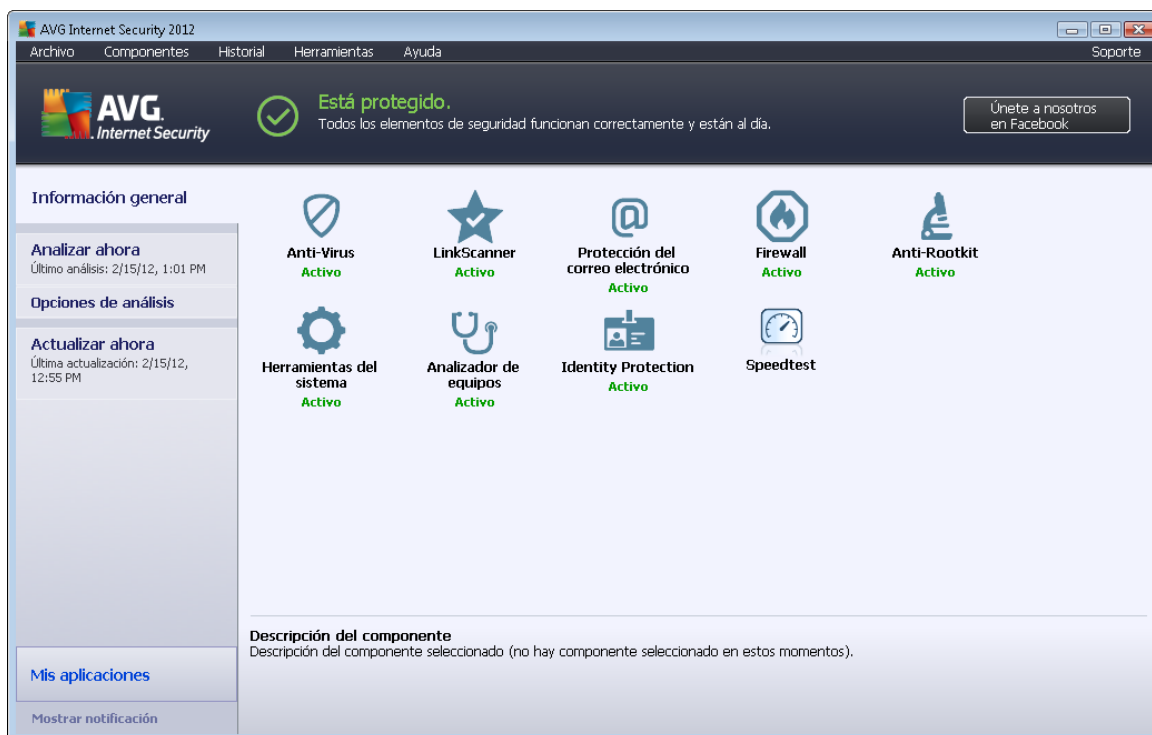 AVG Internet Security 2012
Archivo Componentes Historial Herramientas Ayuda Soporte
AVG.
Internet Security
Está protegido.
Todos los elementos de seguridad funcionan correctamente y están al día.
Únete a nosotros
en Facebook
Información general
Analizar ahora
Último análisis: 2/15/12, 1:01 PM
Opciones de análisis
Actualizar ahora
Última actualización: 2/15/12,
12:55 PM
Anti-Virus
Activo
LinkScanner
Activo
Protección del
correo electrónico
Activo
Firewall
Activo
Anti-Rootkit
Activo
Herramientas del
sistema
Activo
Analizador de
equipos
Activo
Identity Protection
Activo
Speedtest
Descripción del componente
Descripción del componente seleccionado (no hay componente seleccionado en estos momentos).
Mis aplicaciones
Mostrar notificación